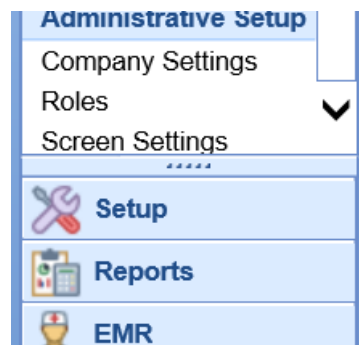 Administrative Setup
Company Settings
Roles
Screen Settings
Setup
Reports
EMR